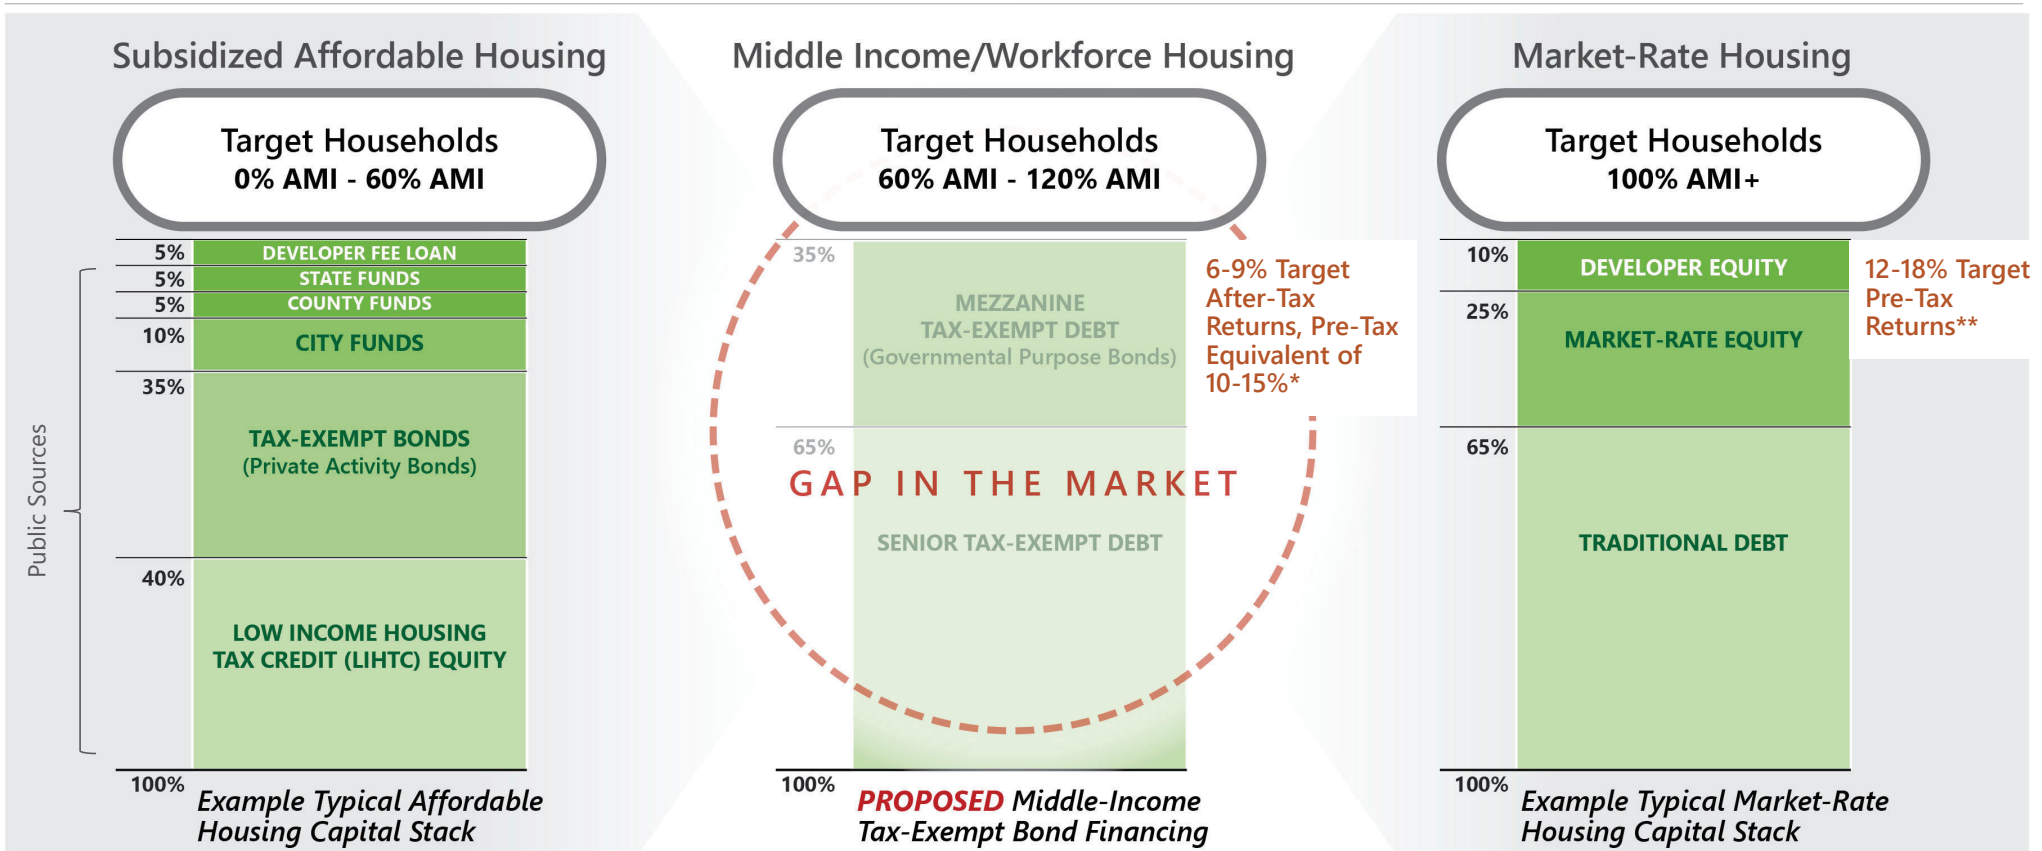 Subsidized Affordable Housing
Target Households
0% AMI - 60% AMI
5%
DEVELOPER FEE LOAN
5%
STATE FUNDS
5%
COUNTY FUNDS
10%
CITY FUNDS
35%
TAX-EXEMPT BONDS
(Private Activity Bonds)
40%
LOW INCOME HOUSING
TAX CREDIT (LIHTC) EQUITY
Public Sources
100%
Example Typical Affordable
Housing Capital Stack
Middle Income/Workforce Housing
Target Households
60% AMI - 120% AMI
35%
MEZZANINE
TAX-EXEMPT DEBT
(Governmental Purpose Bonds)
6-9% Target
After-Tax
Returns, Pre-Tax
Equivalent of
10-15%*
65%
GAP IN THE MARKET
SENIOR TAX-EXEMPT DEBT
100%
PROPOSED Middle-Income
Tax-Exempt Bond Financing
Market-Rate Housing
Target Households
100% AMI+
10%
DEVELOPER EQUITY
25%
MARKET-RATE EQUITY
12-18% Target
Pre-Tax
Returns**
65%
TRADITIONAL DEBT
100%
Example Typical Market-Rate
Housing Capital Stack